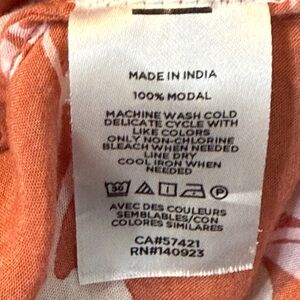 MADE IN INDIA
100% MODAL
MACHINE WASH COLD
DELICATE CYCLE WITH
LIKE COLORS
ONLY NON-CHLORINE
BLEACH WHEN NEEDED
LINE DRY
COOL IRON WHEN
NEEDED
30
P
AVEC DES COULEURS
SEMBLABLES/CON
COLORES SIMILARES
CA#57421
RN#140923